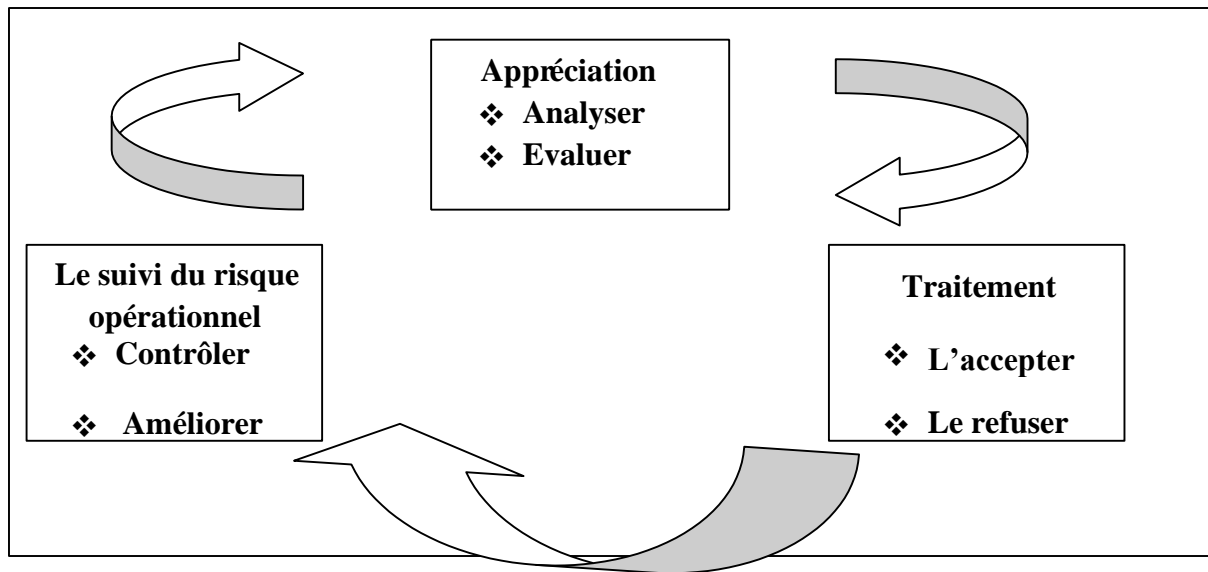 Appréciation
❖ Analyser
❖ Evaluer
Le suivi du risque
opérationnel
❖ Contrôler
❖ Améliorer
Traitement
❖ L’accepter
❖ Le refuser